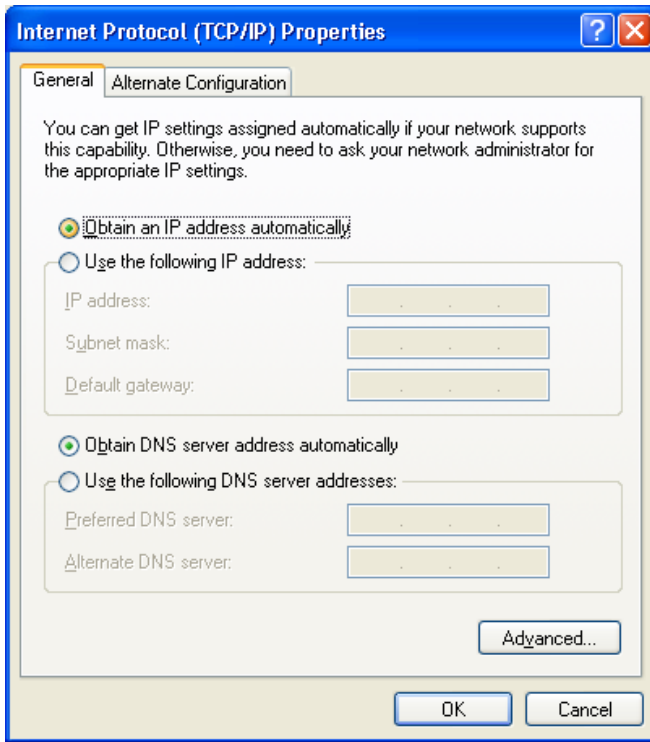 Internet Protocol (TCP/IP) Properties
General
Alternate Configuration
You can get IP settings assigned automatically if your network supports
this capability. Otherwise, you need to ask your network administrator for
the appropriate IP settings.
Obtain an IP address automatically
Use the following IP address:
IP address:
Subnet mask:
Default gateway:
Obtain DNS server address automatically
Use the following DNS server addresses:
Preferred DNS server:
Alternate DNS server:
Advanced...
OK
Cancel